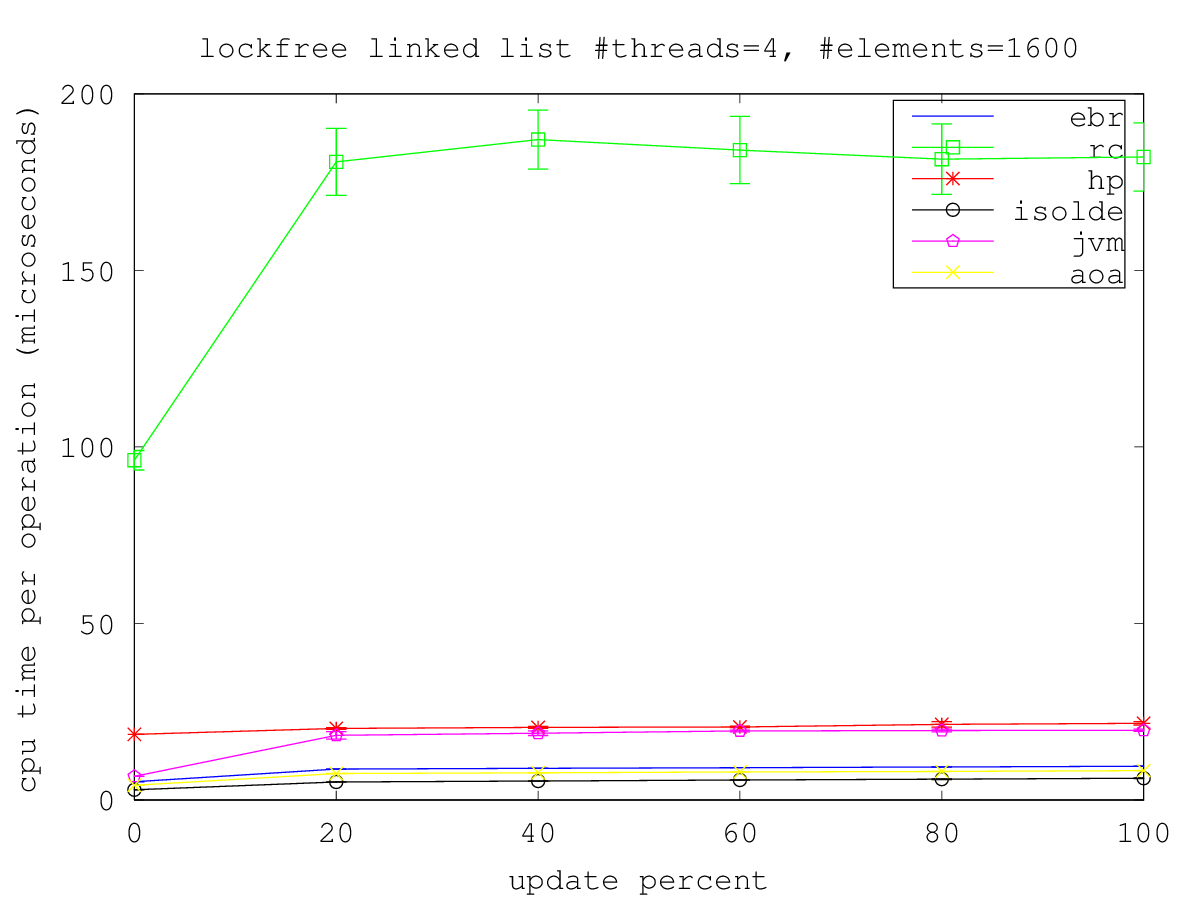 lockfree linked list #threads=4, #elements=1600
cpu time per operation (microseconds)
200
150
100
50
0
ebr
rc
hp
isolde
jvm
aoa
0 20 40 60 80 100
update percent